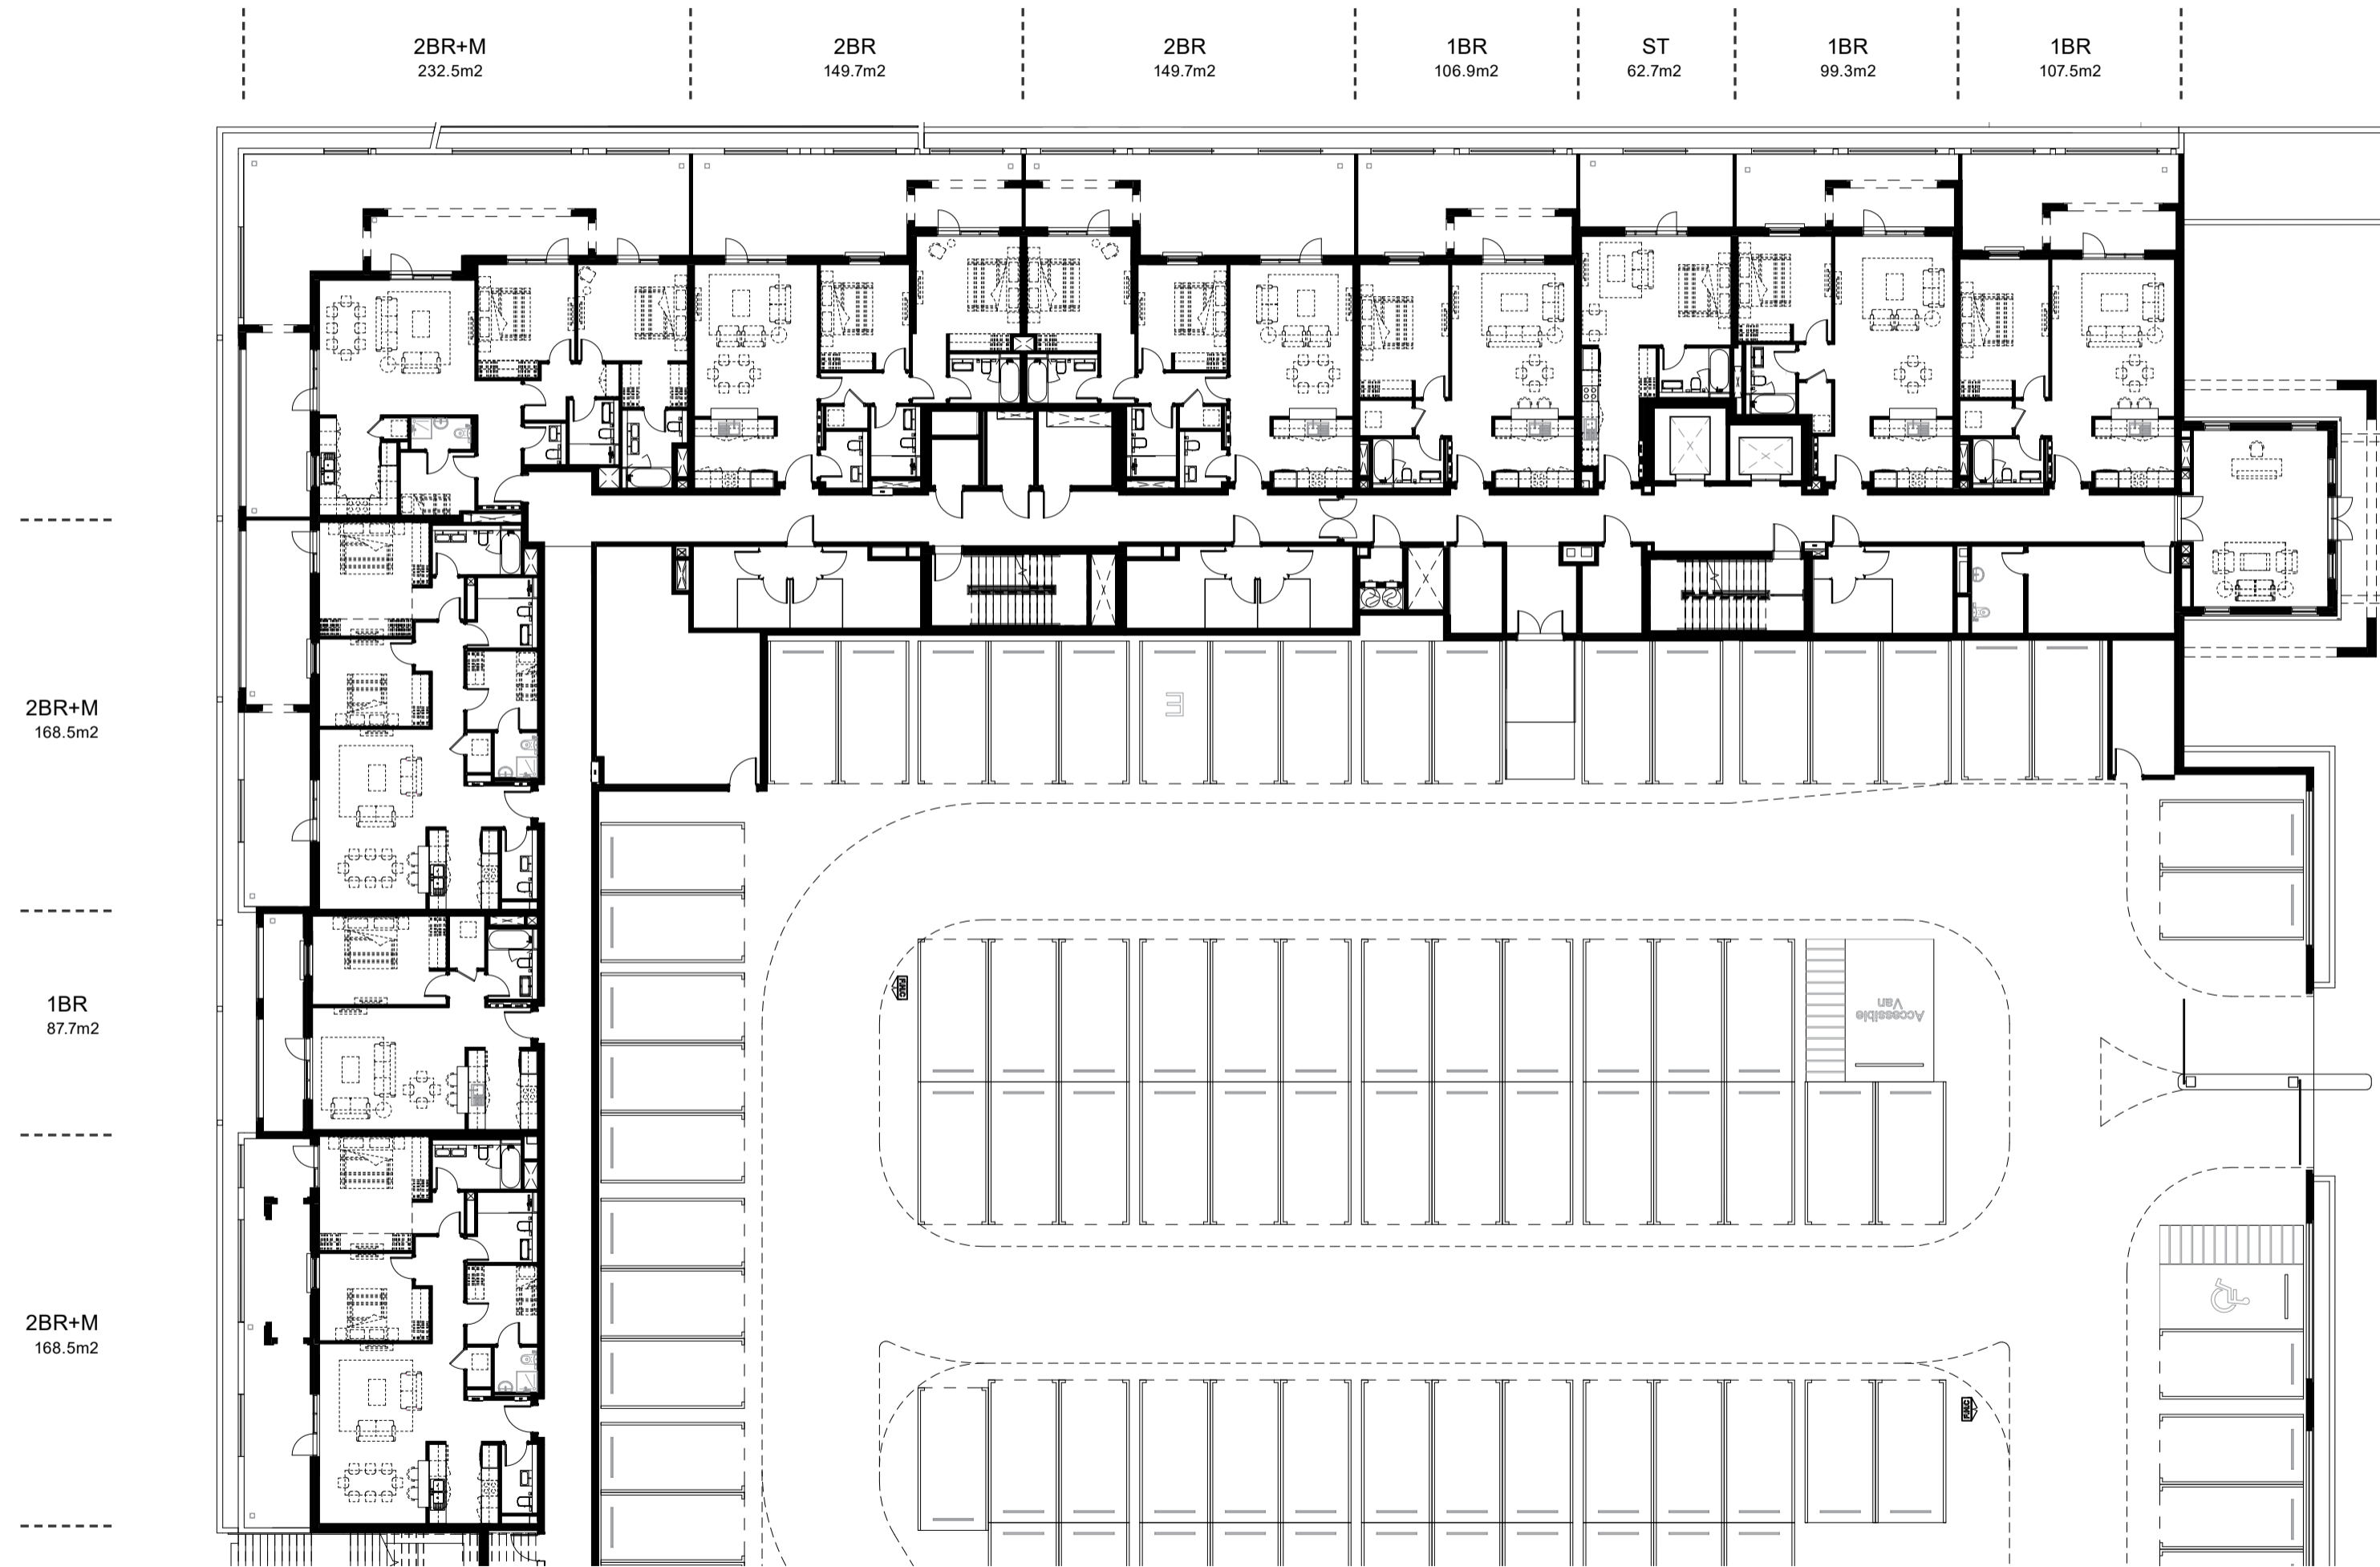 2BR+M
232.5m2
2BR
149.7m2
2BR
149.7m2
1BR
106.9m2
ST
62.7m2
1BR
99.3m2
1BR
107.5m2
2BR+M
168.5m2
E
1BR
87.7m2
Accessible
Van
F.H.C
2BR+M
168.5m2
F.H.C